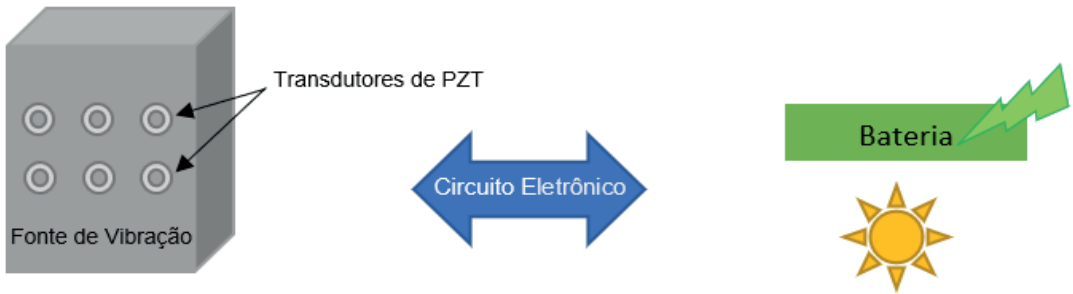 Transdutores de PZT
Bateria
Circuito Eletrônico
Fonte de Vibração